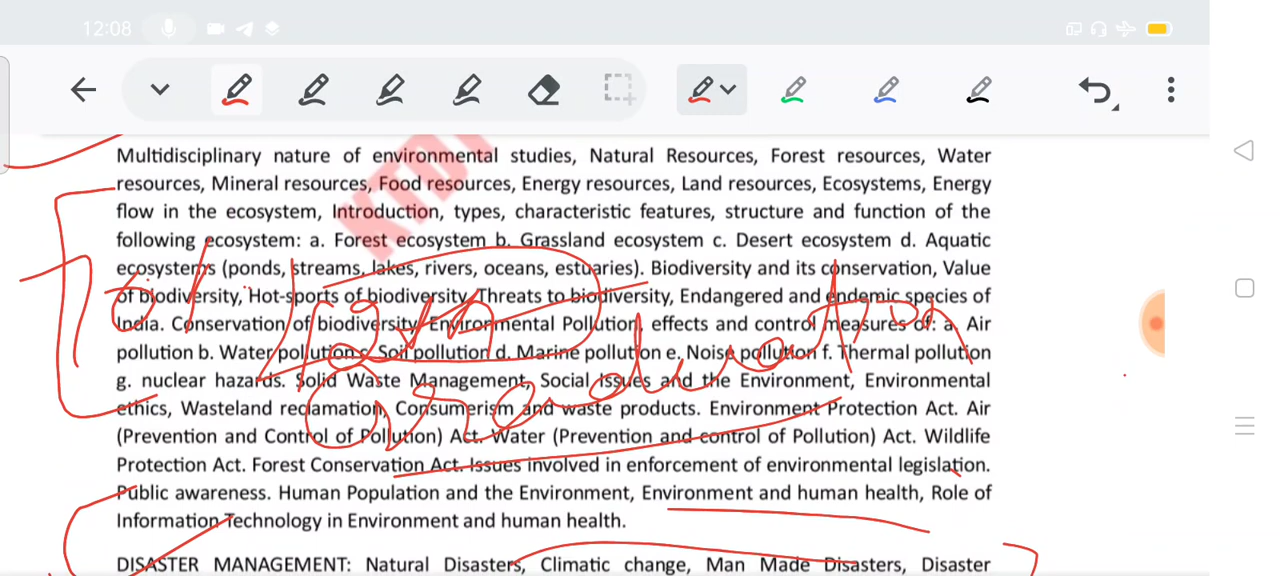 12:08
Multidisciplinary nature of environmental studies, Natural Resources, Forest resources, Water
resources, Mineral resources, Food resources, Energy resources, Land resources, Ecosystems, Energy
flow in the ecosystem, Introduction, types, characteristic features, structure and function of the
following ecosystem: a. Forest ecosystem b. Grassland ecosystem c. Desert ecosystem d. Aquatic
ecosystems (ponds, streams, lakes, rivers, oceans, estuaries). Biodiversity and its conservation, Value
of biodiversity, Hot-sports of biodiversity, Threats to biodiversity, Endangered and endemic species of
India. Conservation of biodiversity, Environmental Pollution, effects and control measures of: a. Air
pollution b. Water pollution c. Soil pollution d. Marine pollution e. Noise pollution f. Thermal pollution
g. nuclear hazards. Solid Waste Management, Social Issues and the Environment, Environmental
ethics, Wasteland reclamation, Consumerism and waste products. Environment Protection Act. Air
(Prevention and Control of Pollution) Act. Water (Prevention and control of Pollution) Act. Wildlife
Protection Act. Forest Conservation Act. Issues involved in enforcement of environmental legislation.
Public awareness. Human Population and the Environment, Environment and human health, Role of
Information Technology in Environment and human health.
DISASTER MANAGEMENT: Natural Disasters, Climatic change, Man Made Disasters, Disaster